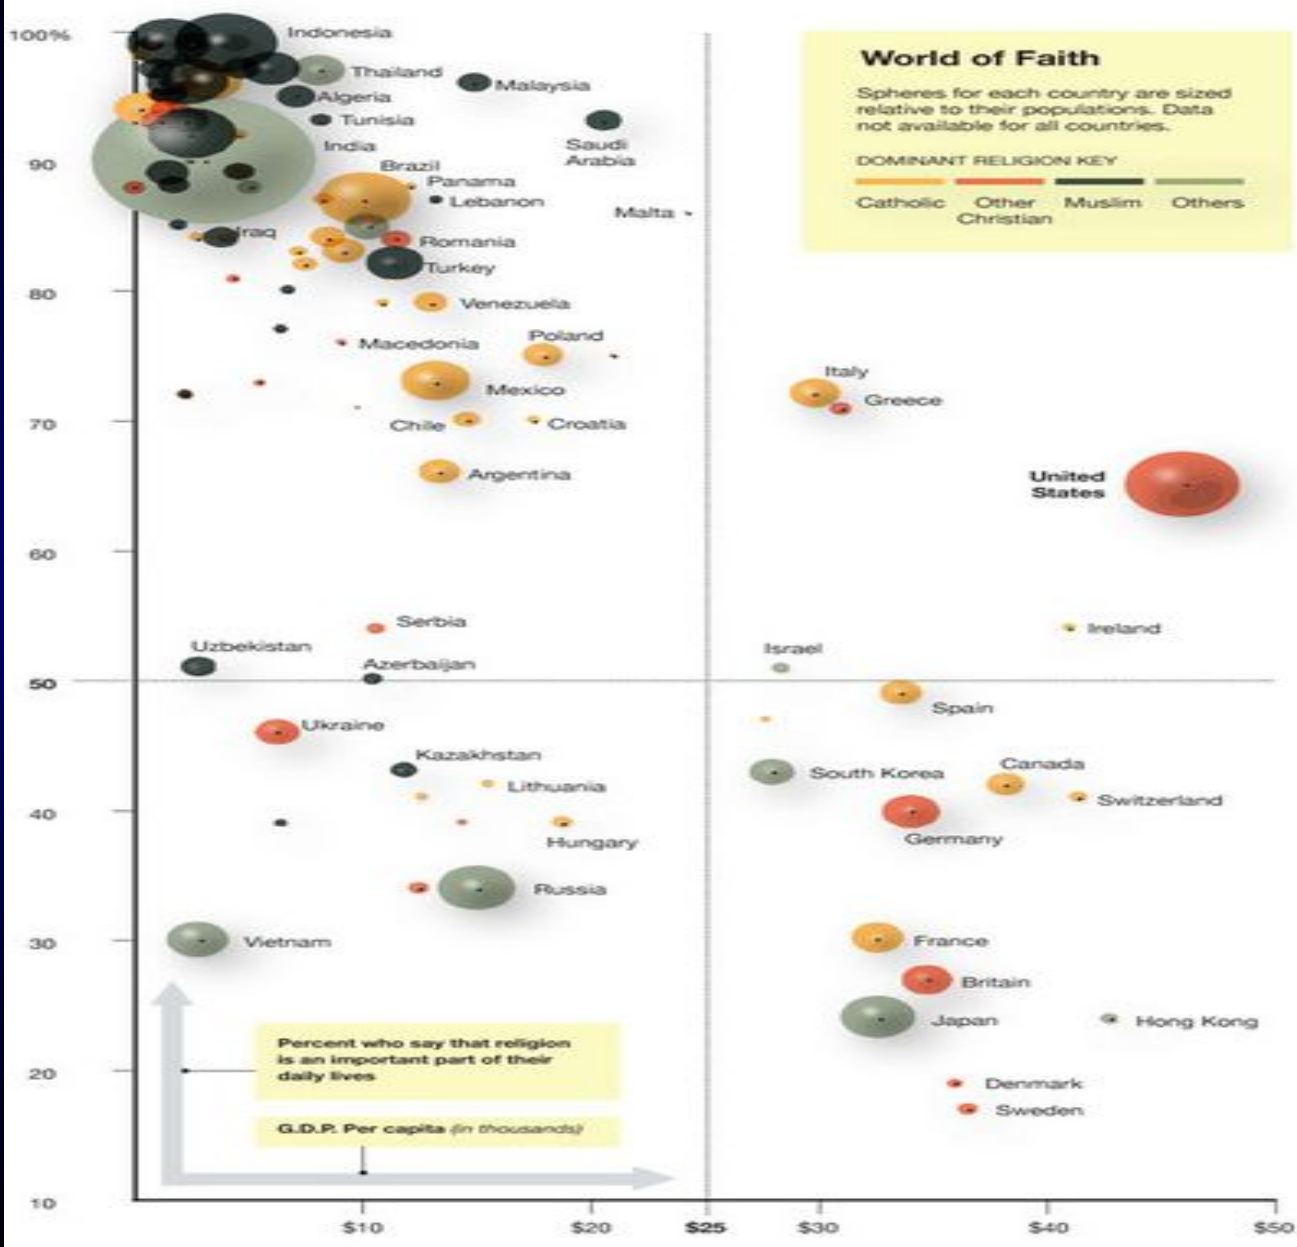 100%
Indonesia
World of Faith
Spheres for each country are sized
relative to their populations. Data
not available for all countries.
DOMINANT RELIGION KEY
Catholic
Other
Christian
Muslim
Others
Thailand
Malaysia
Algeria
Tunisia
Saudi
Arabia
India
90
Brazil
Panama
Lebanon
Malta
Iraq
Romania
Turkey
80
Venezuela
Poland
Macedonia
Italy
Mexico
Greece
70
Chile
Croatia
Argentina
United
States
60
Serbia
Ireland
Uzbekistan
Israel
Azerbaijan
50
Spain
Ukraine
Kazakhstan
Canada
South Korea
Lithuania
Switzerland
40
Hungary
Germany
Russia
30
Vietnam
France
Britain
Japan
Hong Kong
Percent who say that religion
is an important part of their
daily lives
20
Denmark
Sweden
G.D.P. Per capita (in thousands)
10
$10
$20
$25
$30
$40
$50